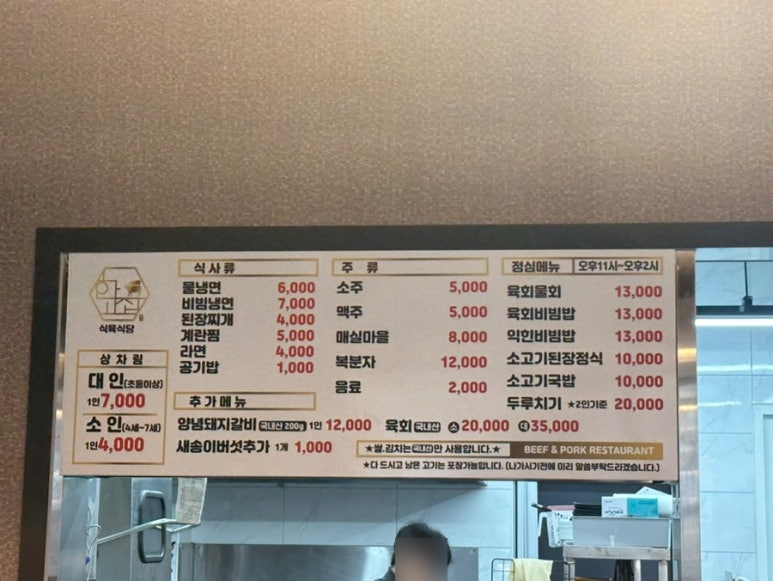 식육식당
상차림
대 인(초등이상)
1인7,000
소 인(4세~7세)
1인4,000
식사류
물냉면 6,000
비빔냉면 7,000
된장찌개 4,000
계란찜 5,000
라면 4,000
공기밥 1,000
주 류
소주 5,000
맥주 5,000
매실마을 8,000
복분자 12,000
음료 2,000
점심메뉴 오후11시~오후2시
육회물회 13,000
육회비빔밥 13,000
익힌비빔밥 13,000
소고기된장정식 10,000
소고기국밥 10,000
두루치기 ★2인기준 20,000
추가메뉴
양념돼지갈비 국내산 200g 1인 12,000 육회 국내산 소 20,000 대 35,000
새송이버섯추가 1개 1,000
★쌀,김치는국내산만 사용합니다.★ BEEF & PORK RESTAURANT
★다 드시고 남은 고기는 포장가능합니다. (나가시기전에 미리 말씀부탁드리겠습니다.)